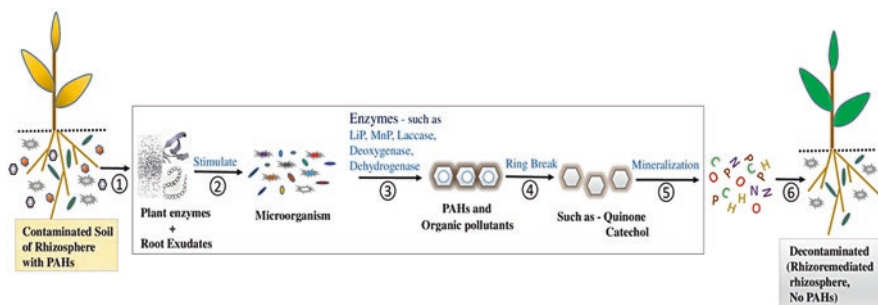 Contaminated Soil
of Rhizosphere
with PAHs
①
Plant enzymes
+
Root Exudates
Stimulate
②
Microorganism
Enzymes - such as
LiP, MnP, Laccase,
Deoxygenase,
Dehydrogenase
③
PAHs and
Organic pollutants
Ring Break
④
Such as - Quinone
Catechol
Mineralization
⑤
⑥
Decontaminated
(Rhizoremediated
rhizosphere,
No PAHs)